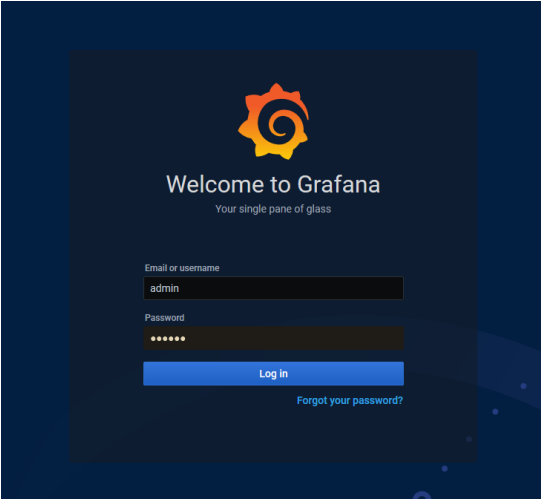 Welcome to Grafana
Your single pane of glass
Email or username
admin
Password
••••••
Log in
Forgot your password?